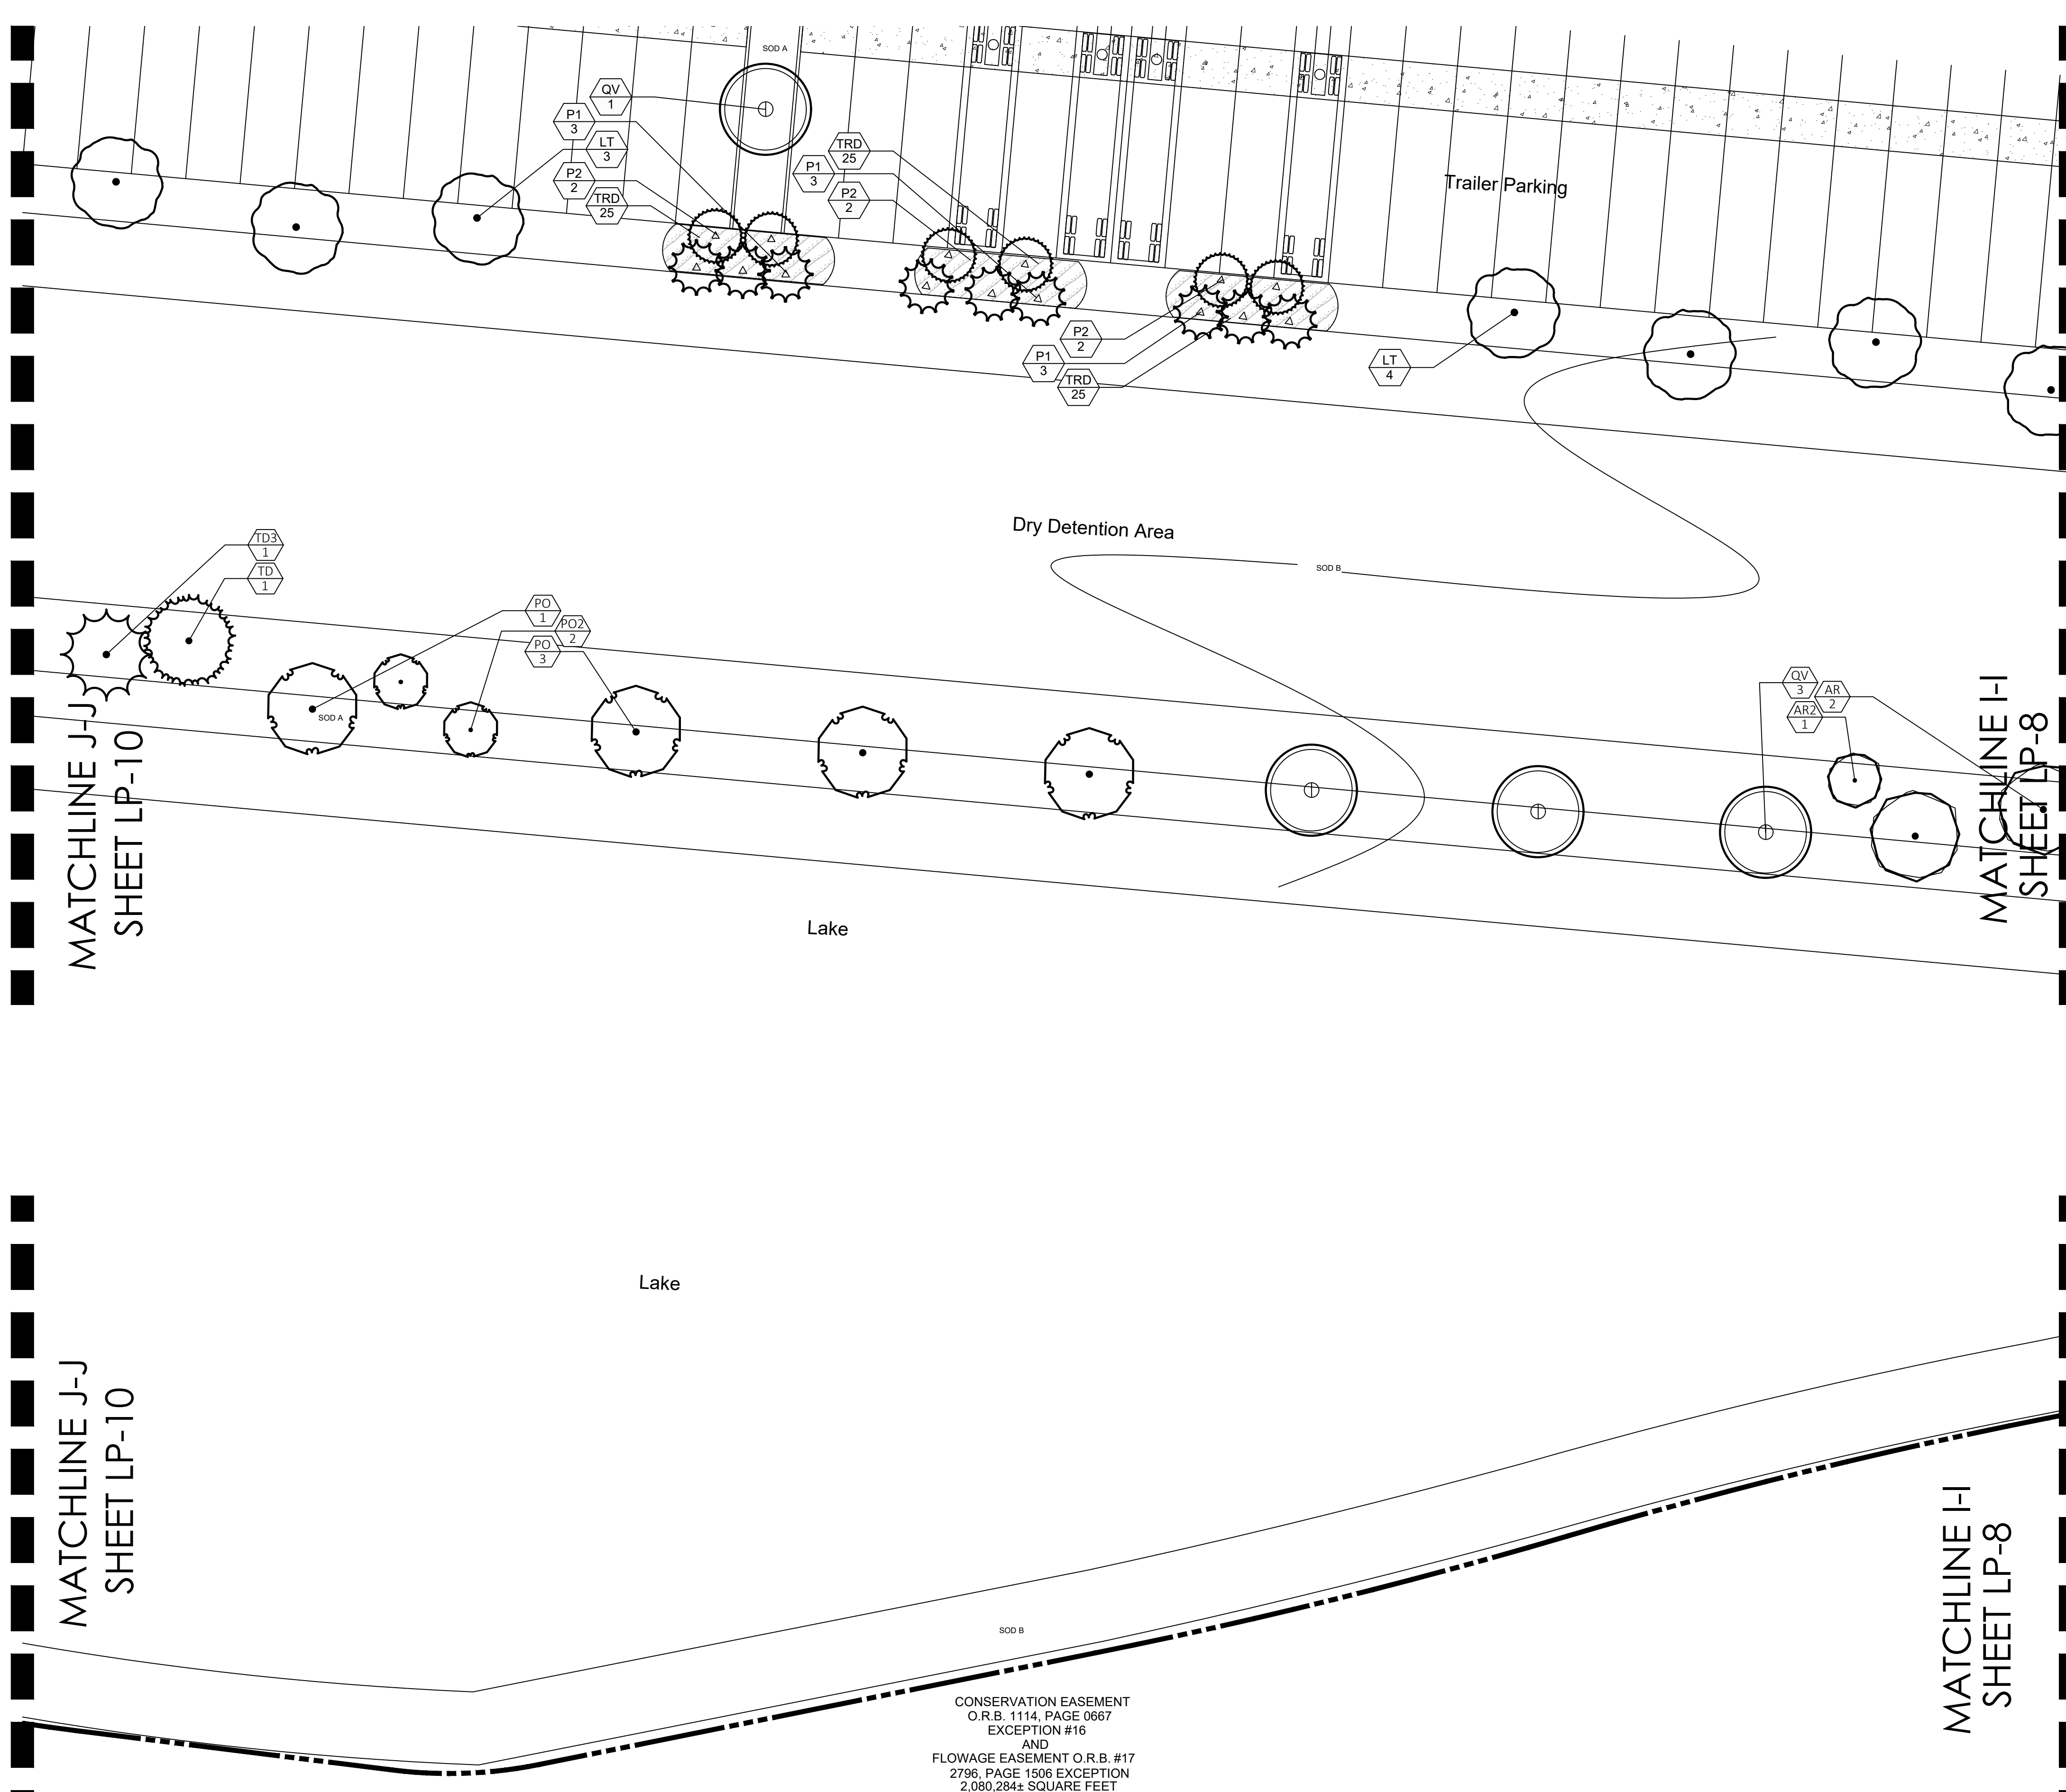 SOD A
QV
1
P1
3
LT
3
P2
2
TRD
25
TRD
25
P1
3
P2
2
Trailer Parking
P2
2
P1
3
TRD
25
LT
4
Dry Detention Area
SOD B
TD3
1
TD
1
PO
1
PO2
2
PO
3
SOD A
QV
3
AR
2
AR2
1
MATCHLINE J-J
SHEET LP-10
MATCHLINE I-I
SHEET LP-8
Lake
Lake
MATCHLINE J-J
SHEET LP-10
MATCHLINE I-I
SHEET LP-8
SOD B
CONSERVATION EASEMENT
O.R.B. 1114, PAGE 0667
EXCEPTION #16
AND
FLOWAGE EASEMENT O.R.B. #17
2796, PAGE 1506 EXCEPTION
2,080,284± SQUARE FEET